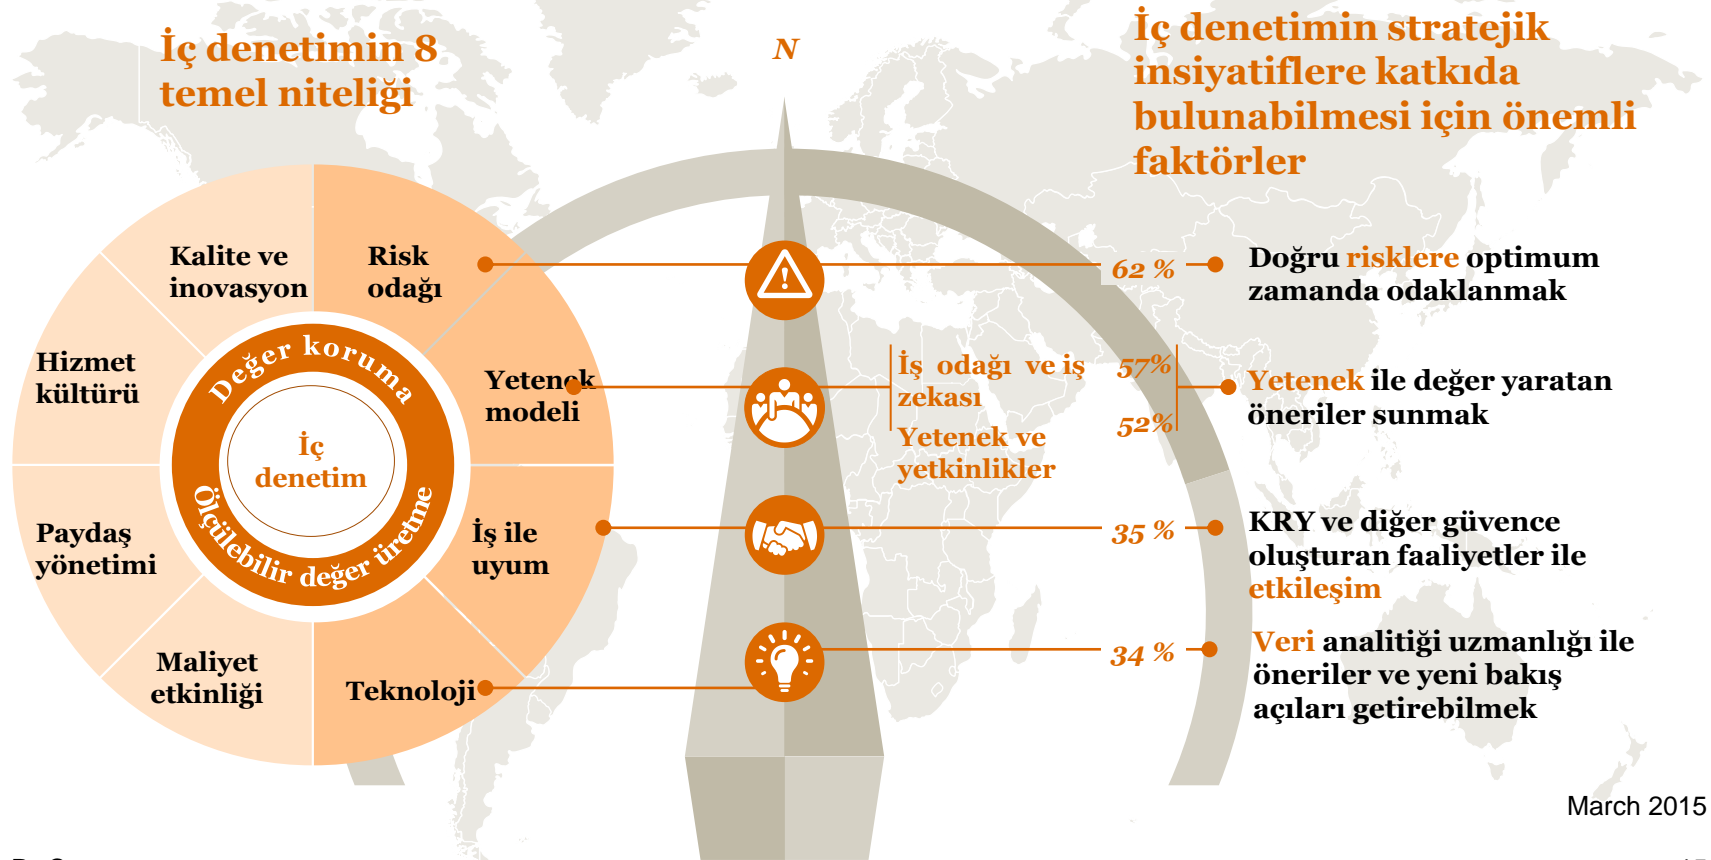 İç denetimin 8
temel niteliği
N
İç denetimin stratejik
insiyatiflere katkıda
bulunabilmesi için önemli
faktörler
Kalite ve
inovasyon
Risk
odağı
Hizmet
kültürü
Yetenek
modeli
Paydaş
yönetimi
İş ile
uyum
Maliyet
etkinliği
Teknoloji
Değer koruma
İç
denetim
Ölçülebilir değer üretme
62 %
Doğru risklere optimum
zamanda odaklanmak
İş odağı ve iş
zekası
57%
Yetenek ve
yetkinlikler
52%
Yetenek ile değer yaratan
öneriler sunmak
35 %
KRY ve diğer güvence
oluşturan faaliyetler ile
etkileşim
34 %
Veri analitiği uzmanlığı ile
öneriler ve yeni bakış
açıları getirebilmek
March 2015